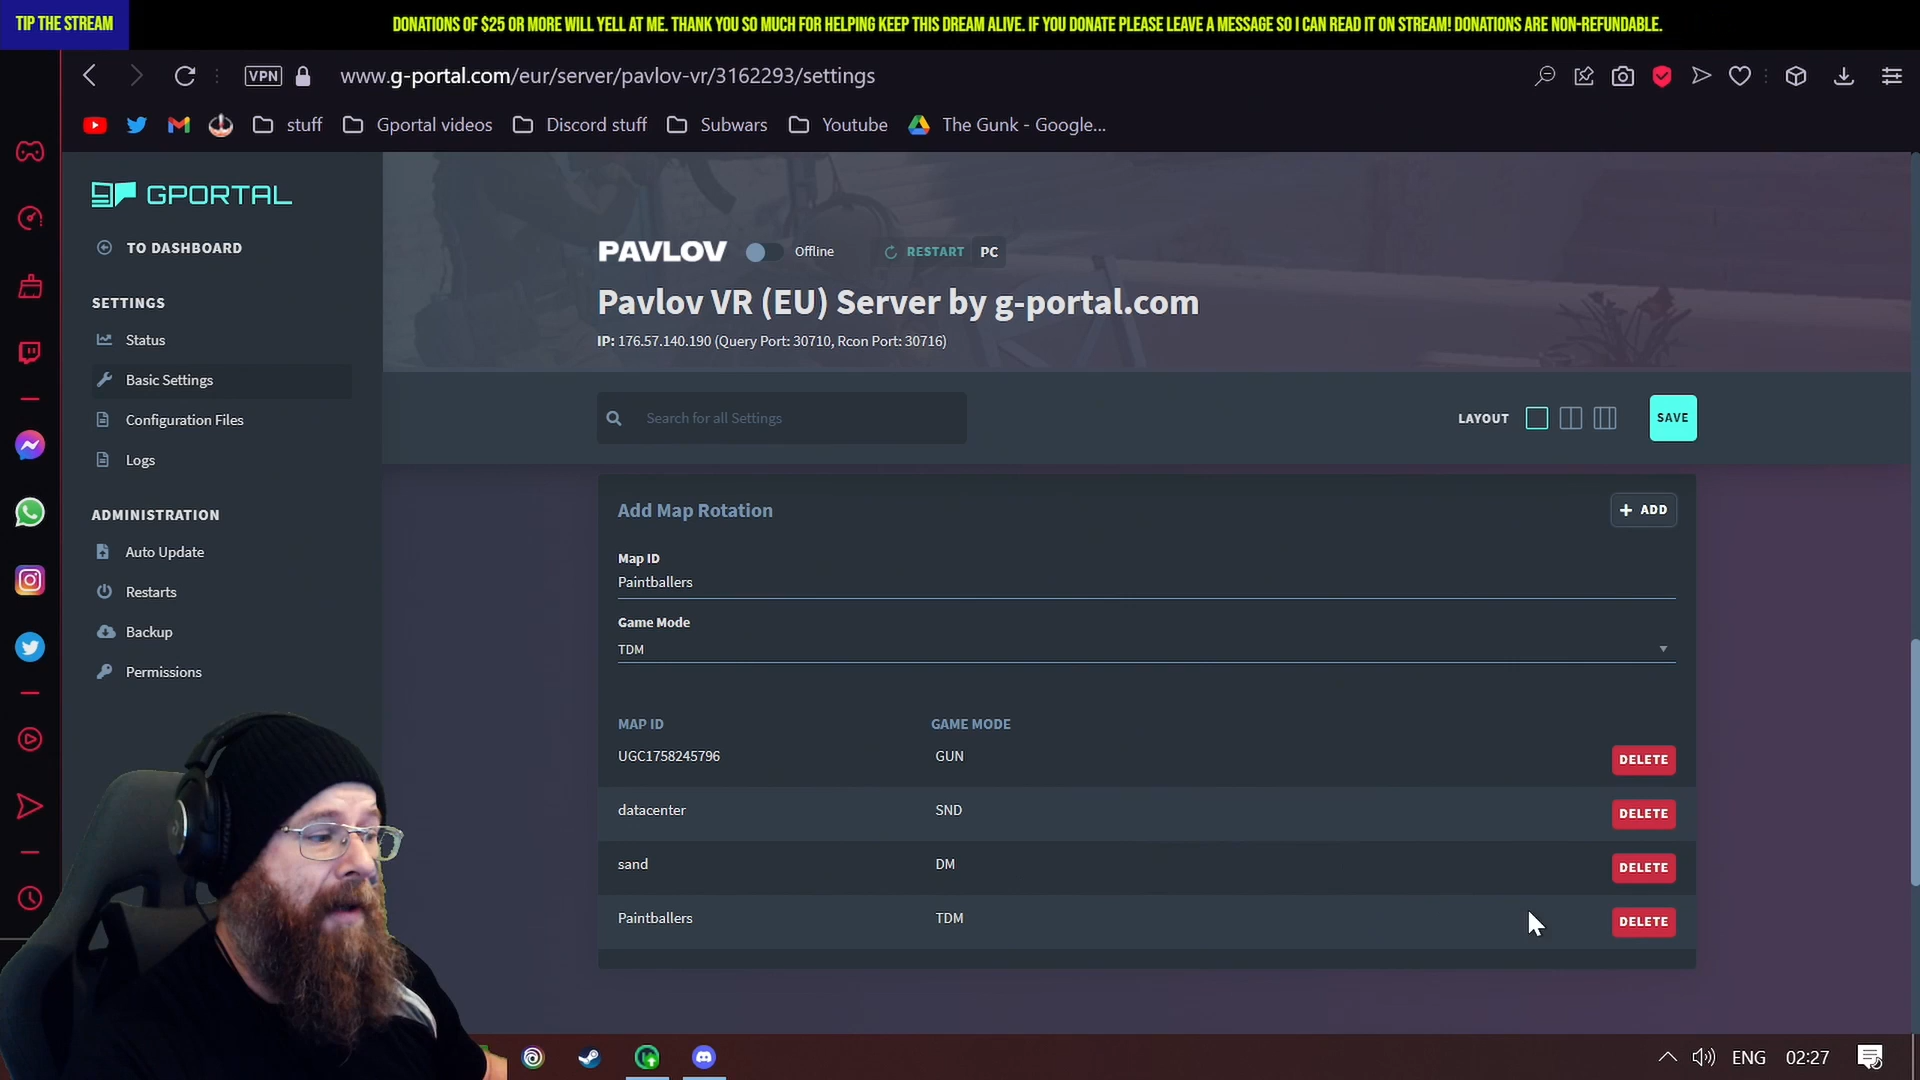 TIP THE STREAM
DONATIONS OF $25 OR MORE WILL YELL AT ME. THANK YOU SO MUCH FOR HELPING KEEP THIS DREAM ALIVE. IF YOU DONATE PLEASE LEAVE A MESSAGE SO I CAN READ IT ON STREAM! DONATIONS ARE NON-REFUNDABLE.
VPN www.g-portal.com/eur/server/pavlov-vr/3162293/settings
stuff Gportal videos Discord stuff Subwars Youtube The Gunk - Google...
GPORTAL
TO DASHBOARD
SETTINGS
Status
Basic Settings
Configuration Files
Logs
ADMINISTRATION
Auto Update
Restarts
Backup
Permissions
PAVLOV Offline RESTART PC
Pavlov VR (EU) Server by g-portal.com
IP: 176.57.140.190 (Query Port: 30710, Rcon Port: 30716)
Search for all Settings LAYOUT SAVE
Add Map Rotation + ADD
Map ID
Paintballers
Game Mode
TDM
MAP ID GAME MODE
UGC1758245796 GUN DELETE
datacenter SND DELETE
sand DM DELETE
Paintballers TDM DELETE
ENG 02:27